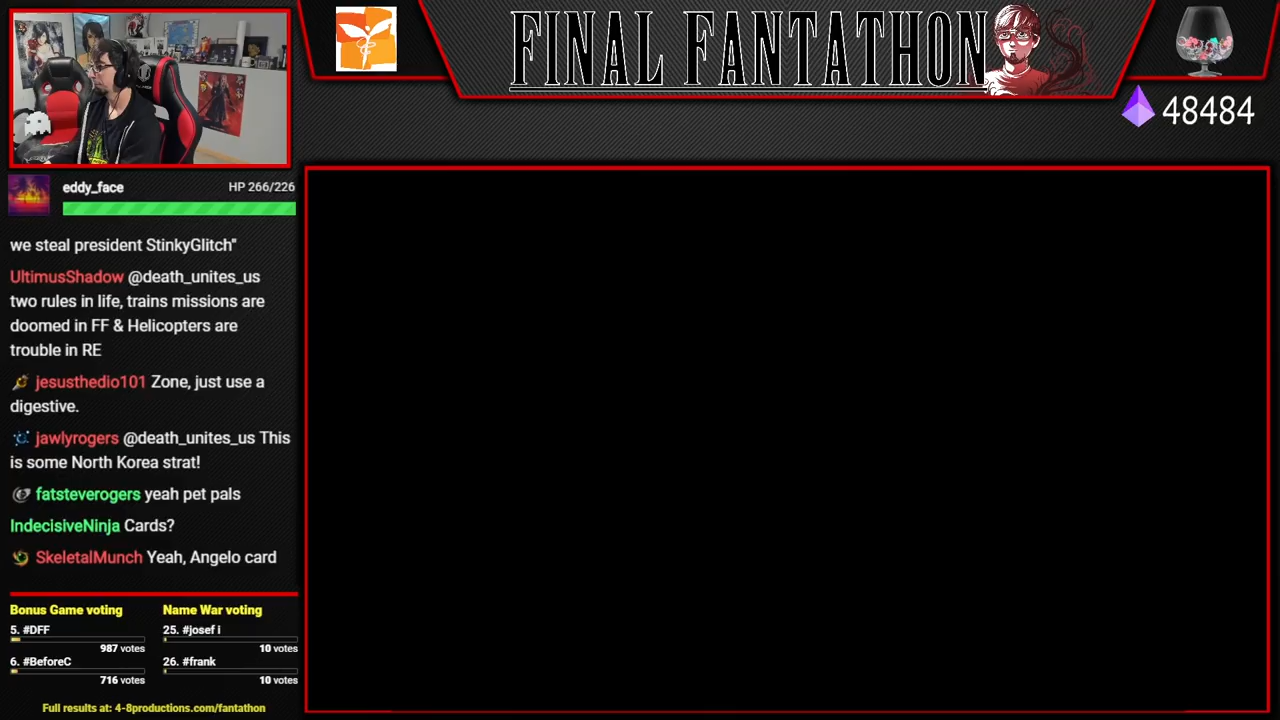 FINAL FANTATHON
48484
eddy_face
HP 266/226
we steal president StinkyGlitch"
UltimusShadow @death_unites_us
two rules in life, trains missions are
doomed in FF & Helicopters are
trouble in RE
jesusthedio101 Zone, just use a
digestive.
jawlyrogers @death_unites_us This
is some North Korea strat!
fatsteverogers yeah pet pals
IndecisiveNinja Cards?
SkeletalMunch Yeah, Angelo card
Bonus Game voting
5. #DFF
987 votes
6. #BeforeC
716 votes
Name War voting
25. #josef i
10 votes
26. #frank
10 votes
Full results at: 4-8productions.com/fantathon